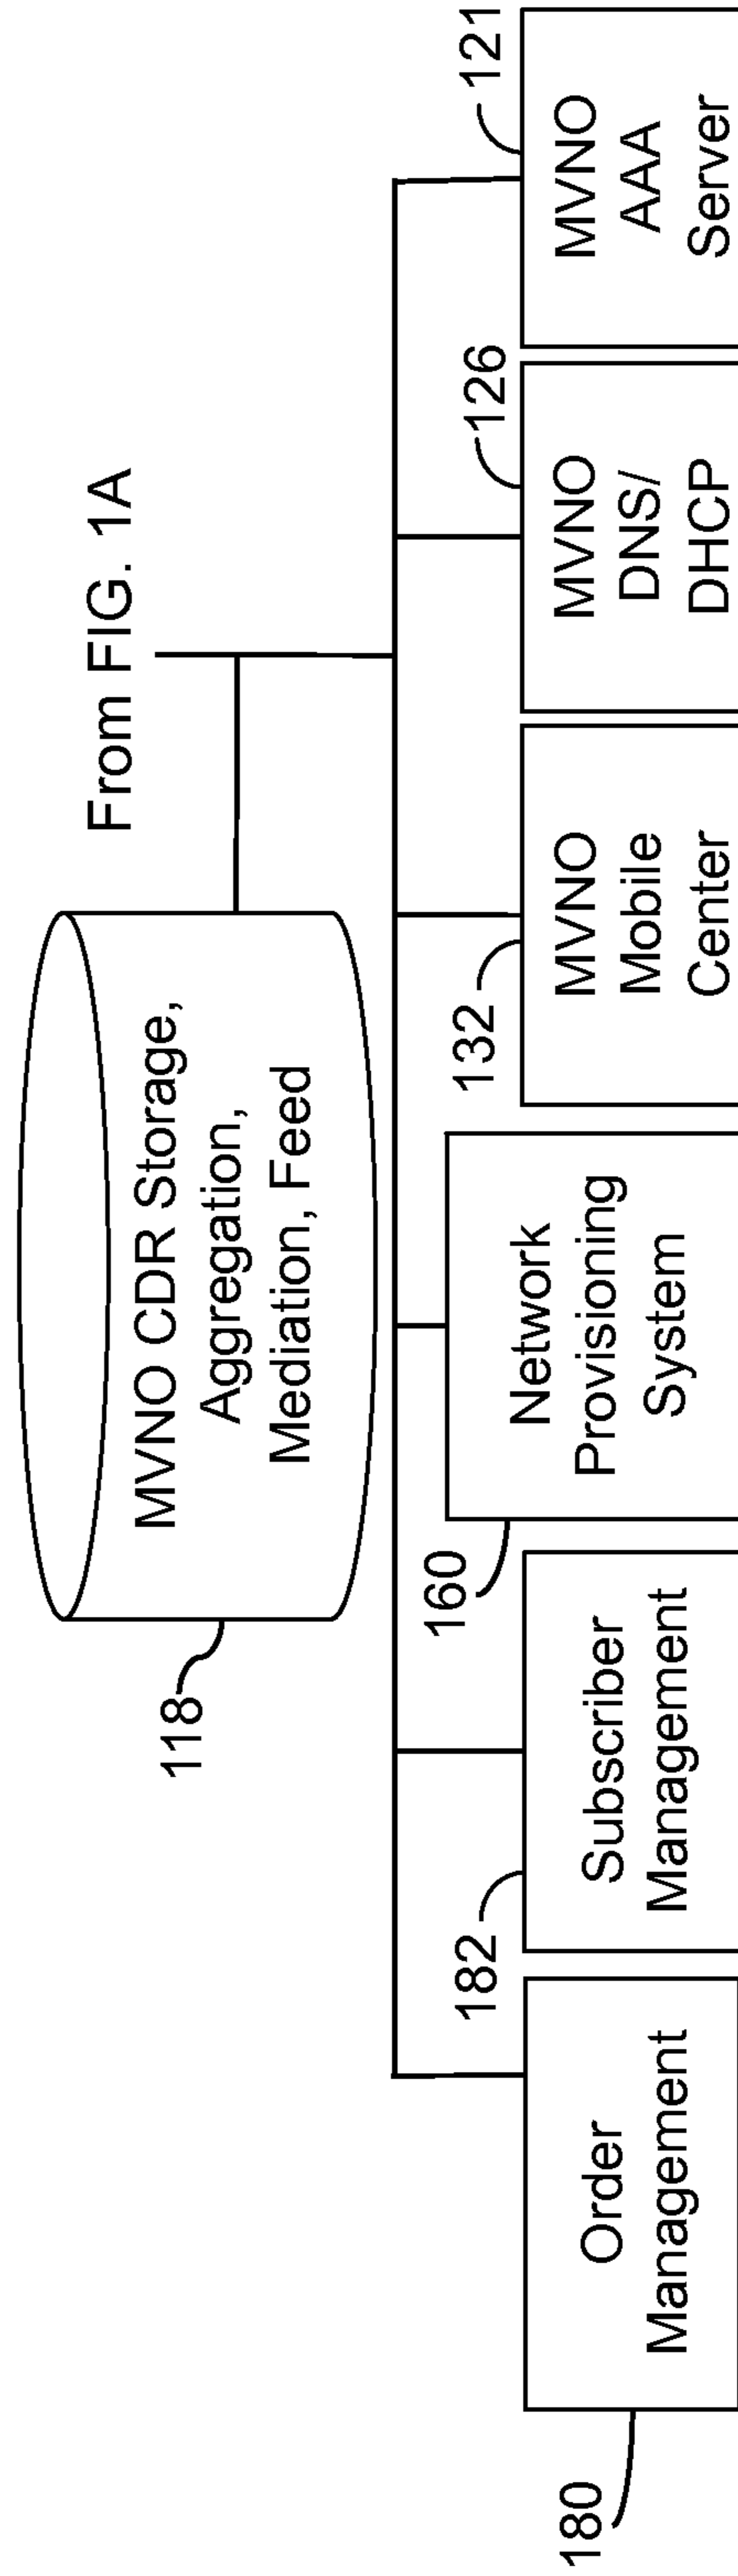 From FIG. 1A
MVNO CDR Storage,
Aggregation,
Mediation, Feed
118
180
Order
Management
182
Subscriber
Management
160
Network
Provisioning
System
132
MVNO
Mobile
Center
126
MVNO
DNS/
DHCP
121
MVNO
AAA
Server